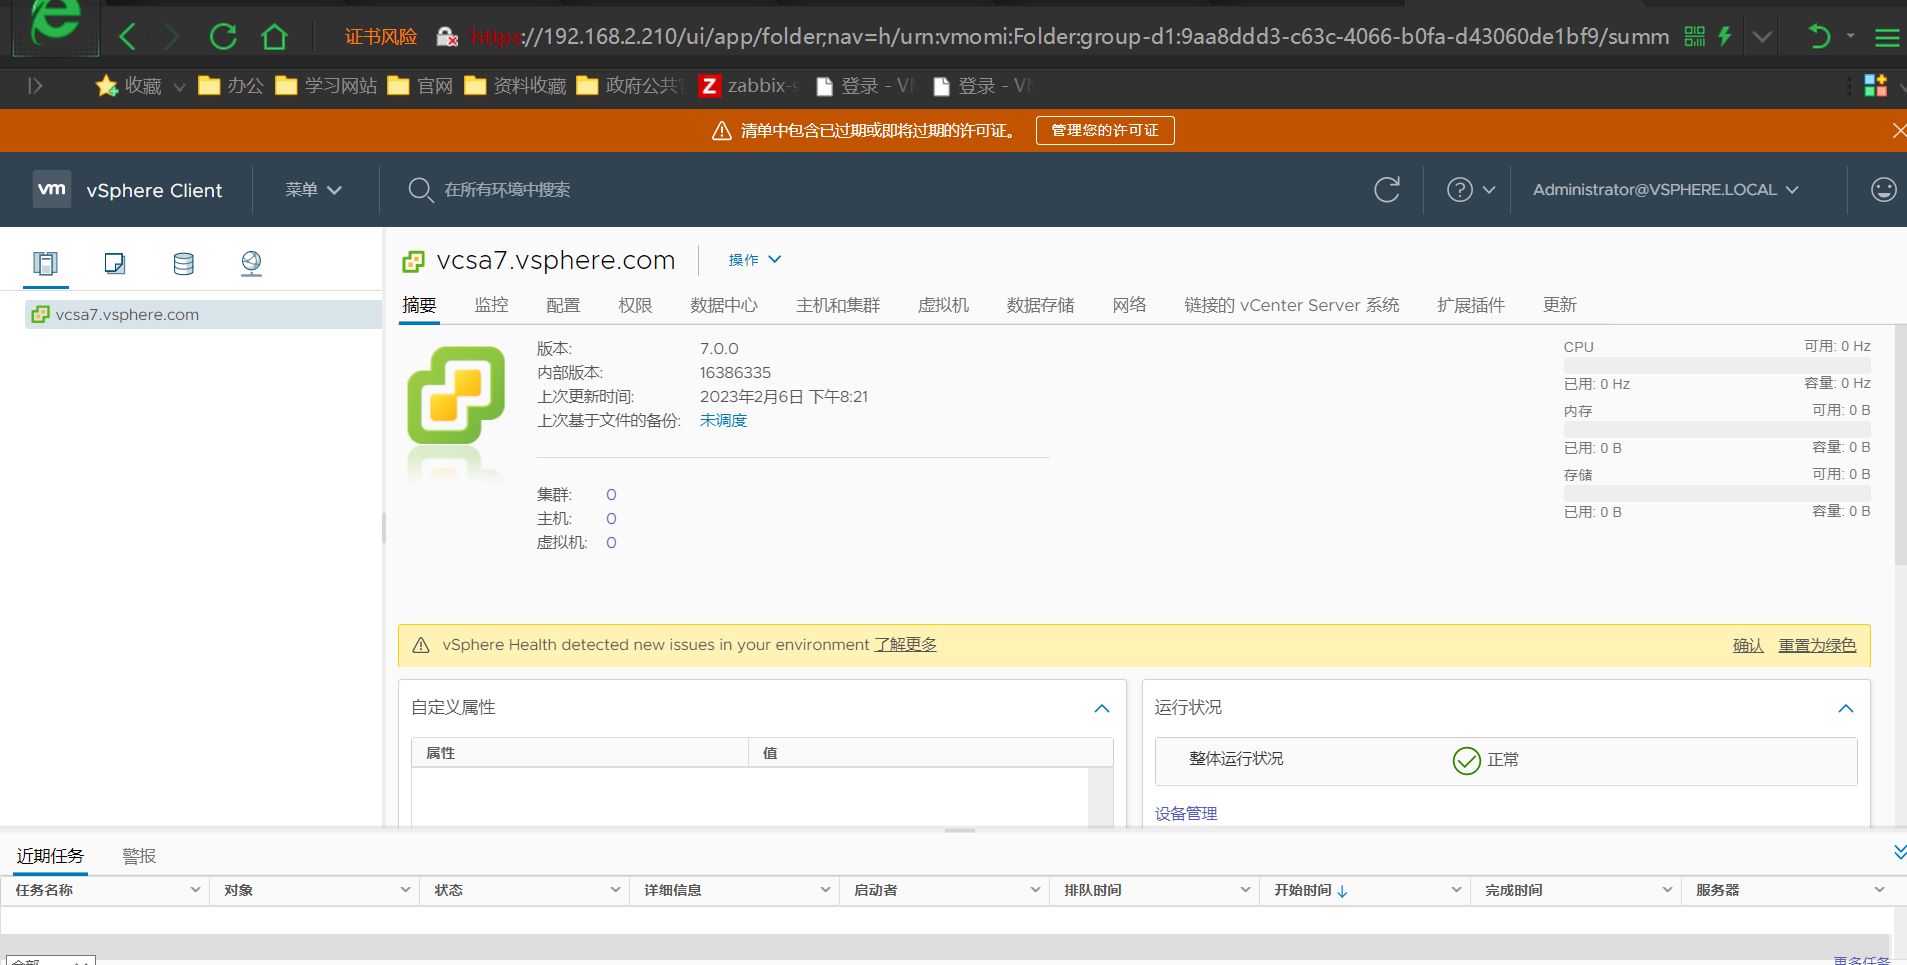 证书风险 https://192.168.2.210/ui/app/folder;nav=h/urn:vmomi:Folder:group-d1:9aa8ddd3-c63c-4066-b0fa-d43060de1bf9/summ
收藏 办公 学习网站 官网 资料收藏 政府公共 zabbix-s 登录 - VM 登录 - VM
清单中包含已过期或即将过期的许可证。 管理您的许可证
vm vSphere Client 菜单 在所有环境中搜索 Administrator@VSPHERE.LOCAL
vcsa7.vsphere.com
vcsa7.vsphere.com 操作
摘要 监控 配置 权限 数据中心 主机和集群 虚拟机 数据存储 网络 链接的 vCenter Server 系统 扩展插件 更新
版本: 7.0.0
内部版本: 16386335
上次更新时间: 2023年2月6日 下午8:21
上次基于文件的备份: 未调度
集群: 0
主机: 0
虚拟机: 0
CPU 可用: 0 Hz
已用: 0 Hz 容量: 0 Hz
内存 可用: 0 B
已用: 0 B 容量: 0 B
存储 可用: 0 B
已用: 0 B 容量: 0 B
vSphere Health detected new issues in your environment 了解更多 确认 重置为绿色
自定义属性
属性 值
运行状况
整体运行状况 正常
设备管理
近期任务 警报
任务名称 对象 状态 详细信息 启动者 排队时间 开始时间 完成时间 服务器
全部 更多任务